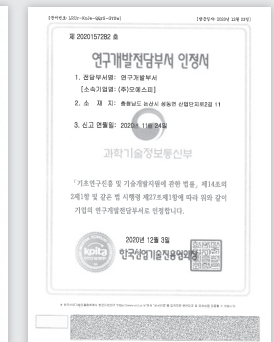 제 2020157282 호
연구개발전담부서 인정서
1. 전담부서명: 연구개발부서
[소속기업명: (주)모에스피]
2. 소 재 지: 충청남도 논산시 성동면 산업단지로2길 11
3. 신고 연월일: 2020년 11월 24일
과학기술정보통신부
「기초연구진흥 및 기술개발지원에 관한 법률」 제14조의
2제1항 및 같은 법 시행령 제27조제1항에 따라 위와 같이
기업의 연구개발전담부서로 인정합니다.
2020년 12월 3일
koita
한국산업기술진흥협회장